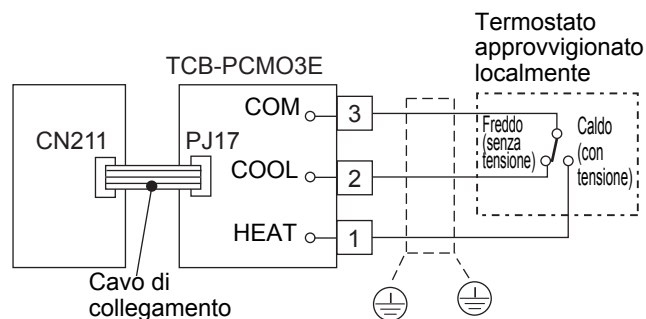 Termostato
approvvigionato
localmente
TCB-PCMO3E
CN211
PJ17
COM
3
COOL
2
HEAT
1
Freddo
(senza
tensione)
Caldo
(con
tensione)
Cavo di
collegamento